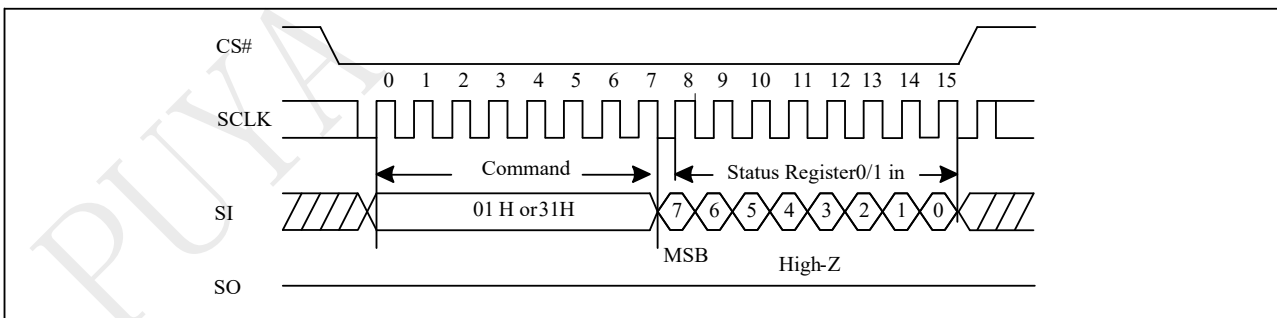 PUYA
CS#
0 1 2 3 4 5 6 7 8 9 10 11 12 13 14 15
SCLK
Command
Status Register0/1 in
SI
01 H or31H
7 6 5 4 3 2 1 0
MSB
High-Z
SO